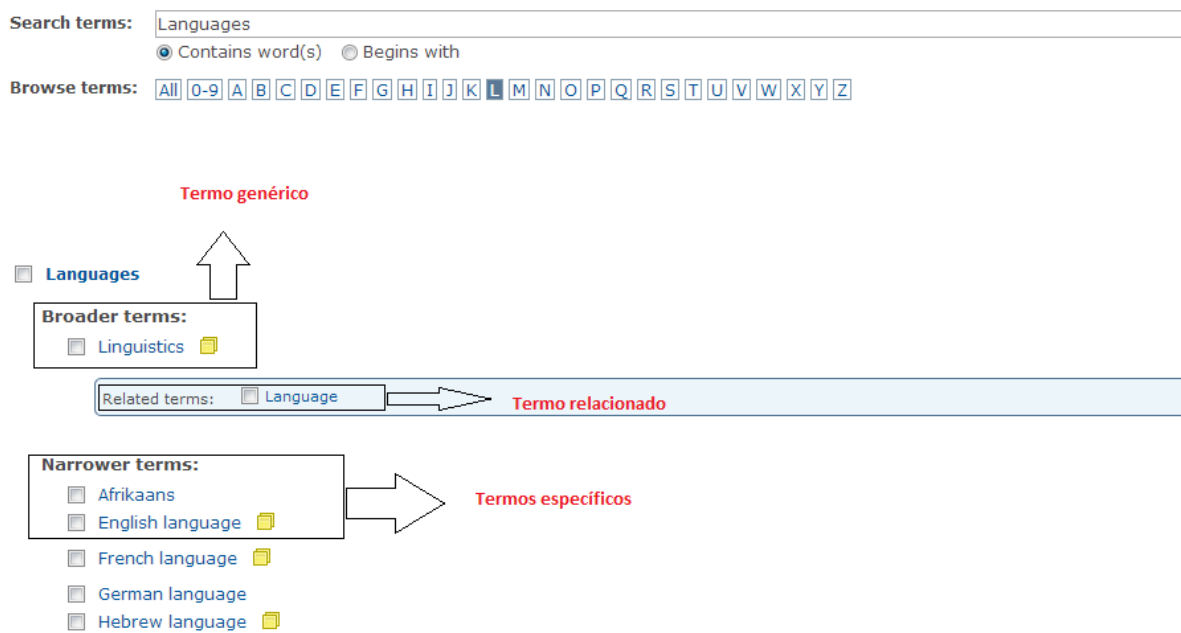 Search terms: Languages
Contains word(s) Begins with
Browse terms: All 0-9 A B C D E F G H I J K L M N O P Q R S T U V W X Y Z
Termo genérico
Languages
Broader terms:
Linguistics
Related terms: Language
Termo relacionado
Narrower terms:
Afrikaans
Termos específicos
English language
French language
German language
Hebrew language